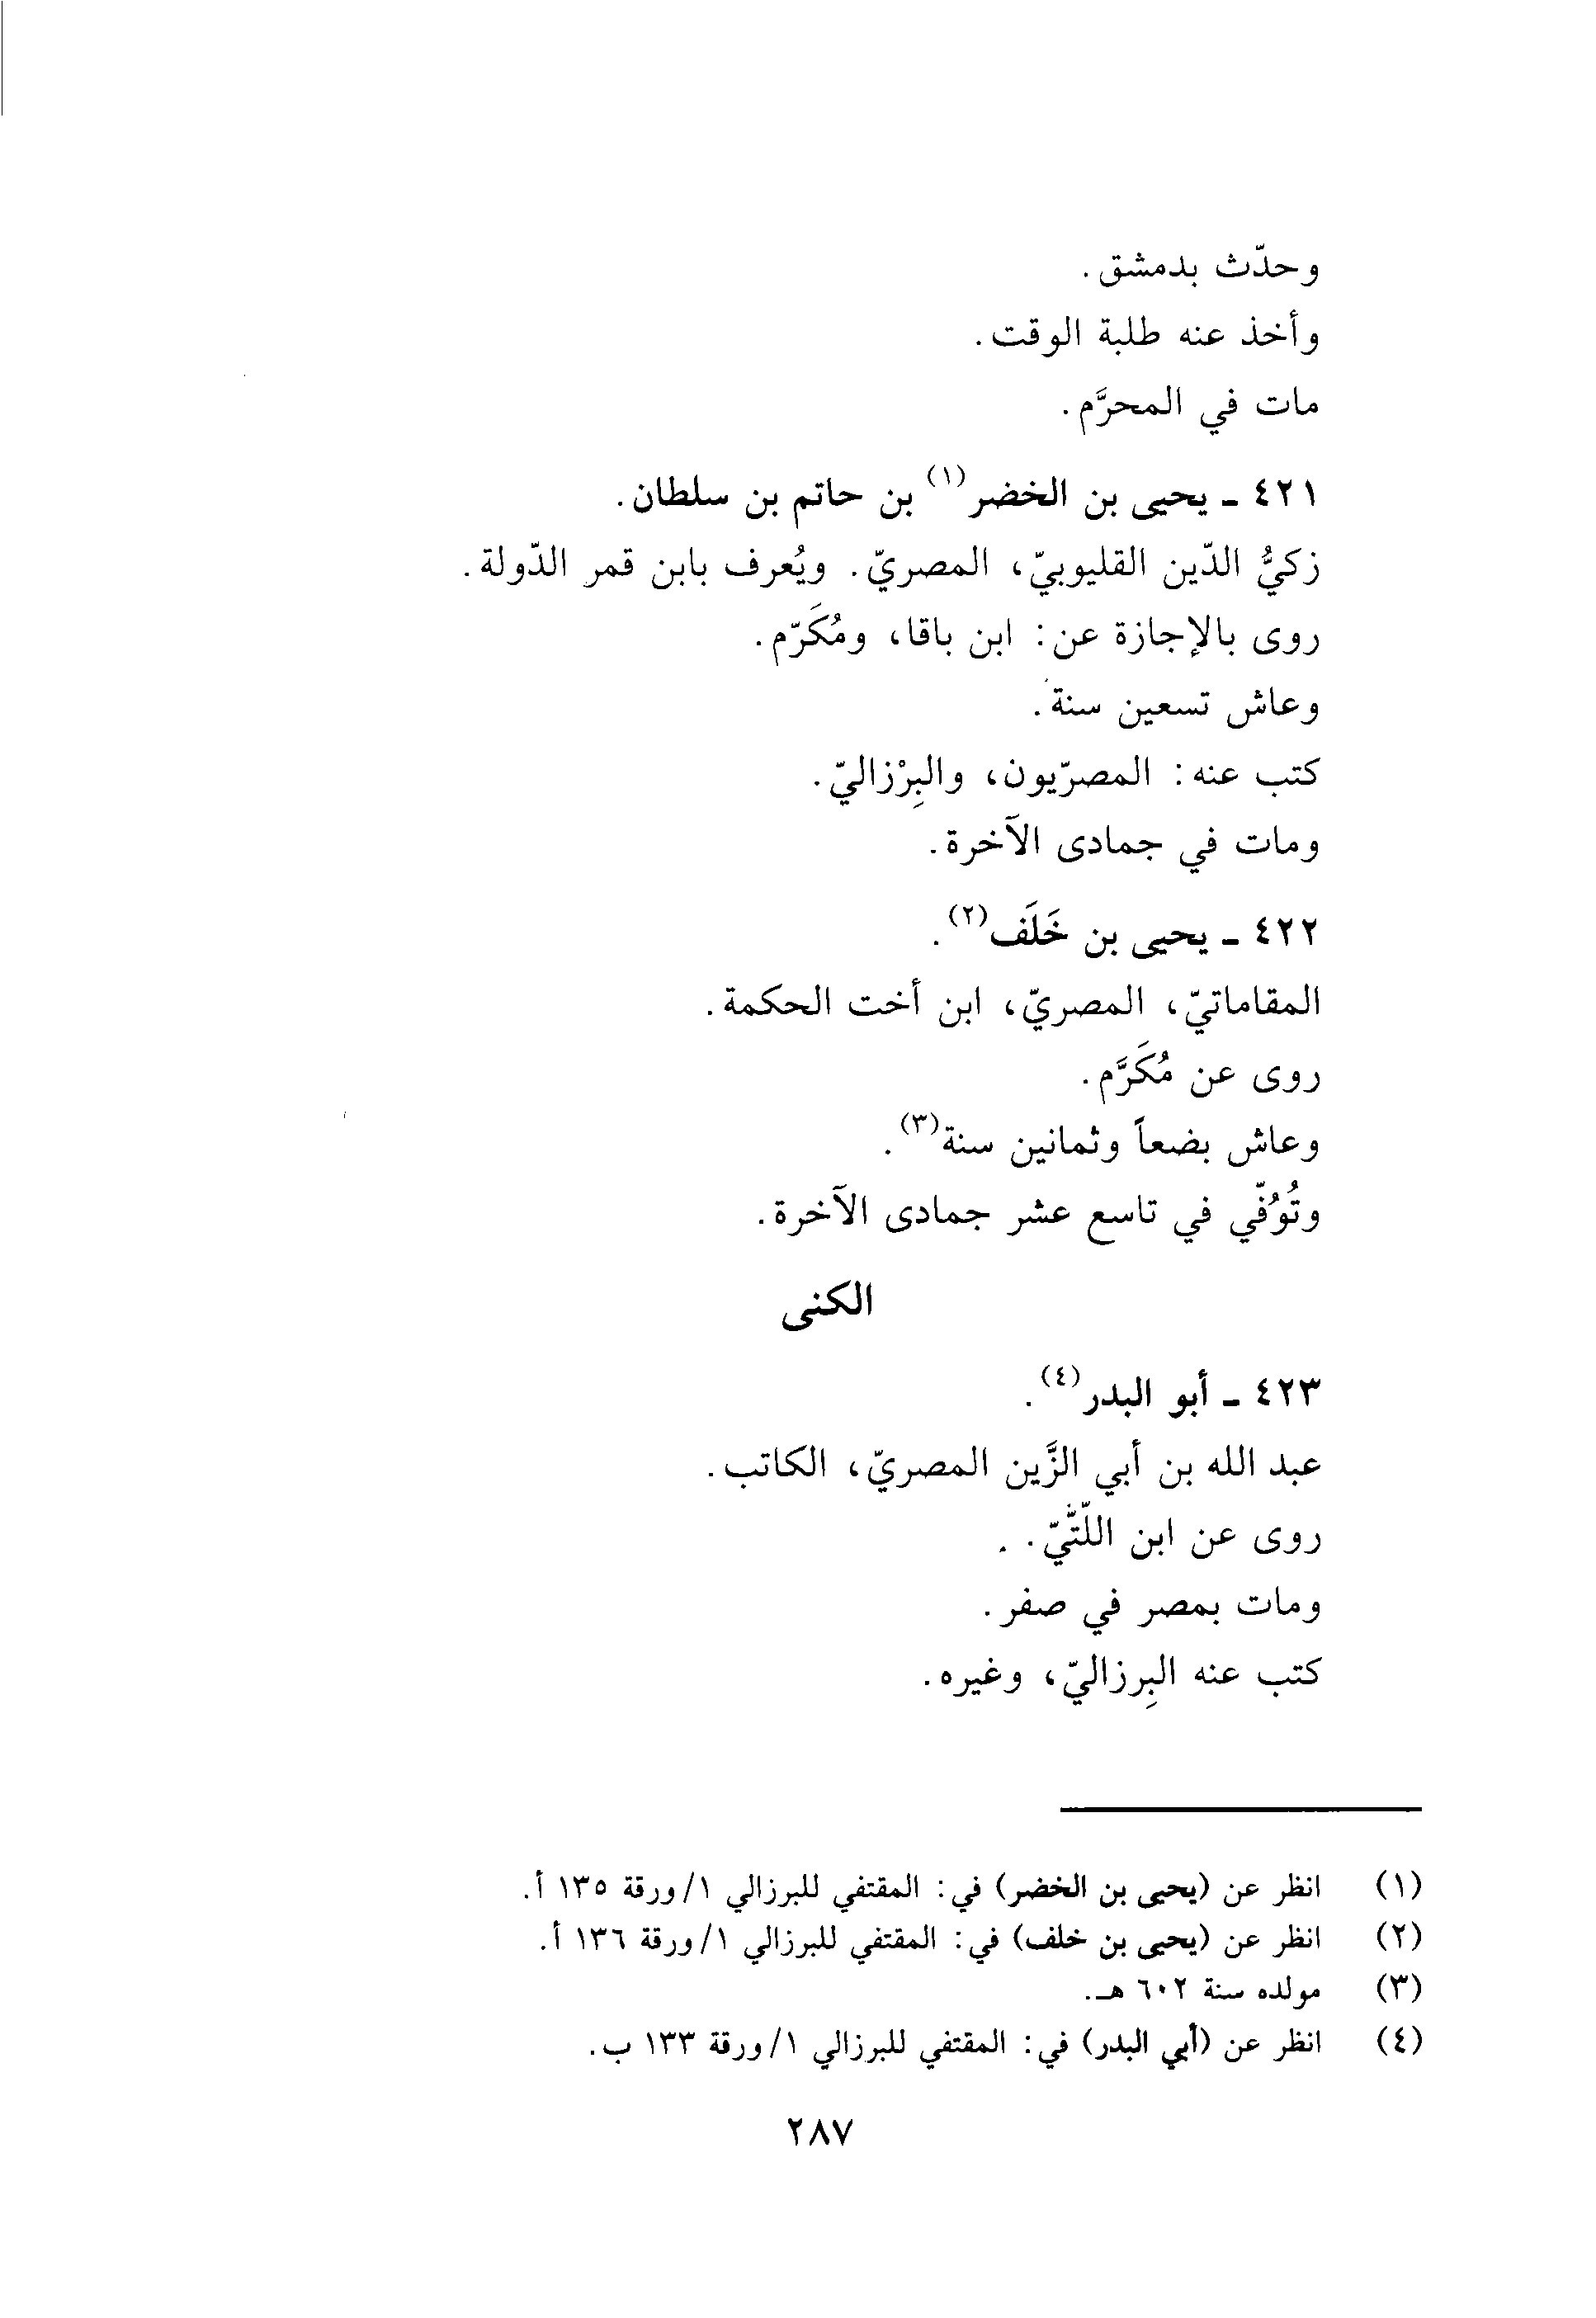 وحدّث بدمشق.
وأخذ عنه طلبة الوقت.
مات في المحرَّم.
٤٢١ - يحيى بن الخضر(١) بن حاتم بن سلطان.
زكيُّ الدّين القليوبيّ، المصريّ. ويُعرف بابن قمر الدّولة.
روى بالإجازة عن: ابن باقا، ومُكَرّم.
وعاش تسعين سنة.
كتب عنه: المصرّيون، والبِرْزاليّ.
ومات في جمادى الآخرة.
٤٢٢ - يحيى بن خَلَف(٢).
المقاماتيّ، المصريّ، ابن أخت الحكمة.
روى عن مُكَرَّم.
وعاش بضعاً وثمانين سنة(٣).
وتُوُفّي في تاسع عشر جمادى الآخرة.
الكنى
٤٢٣ - أبو البدر(٤).
عبد الله بن أبي الزَّين المصريّ، الكاتب.
روى عن ابن اللّتّيّ.
ومات بمصر في صفر.
كتب عنه البِرزاليّ، وغيره.
(١) انظر عن (يحيى بن الخضر) في: المقتفي للبرزالي ١/ورقة ١٣٥ أ.
(٢) انظر عن (يحيى بن خلف) في: المقتفي للبرزالي ١/ورقة ١٣٦ أ.
(٣) مولده سنة ٦٠٢ هـ.
(٤) انظر عن (أبي البدر) في: المقتفي للبرزالي ١/ورقة ١٣٣ ب.
٢٨٧